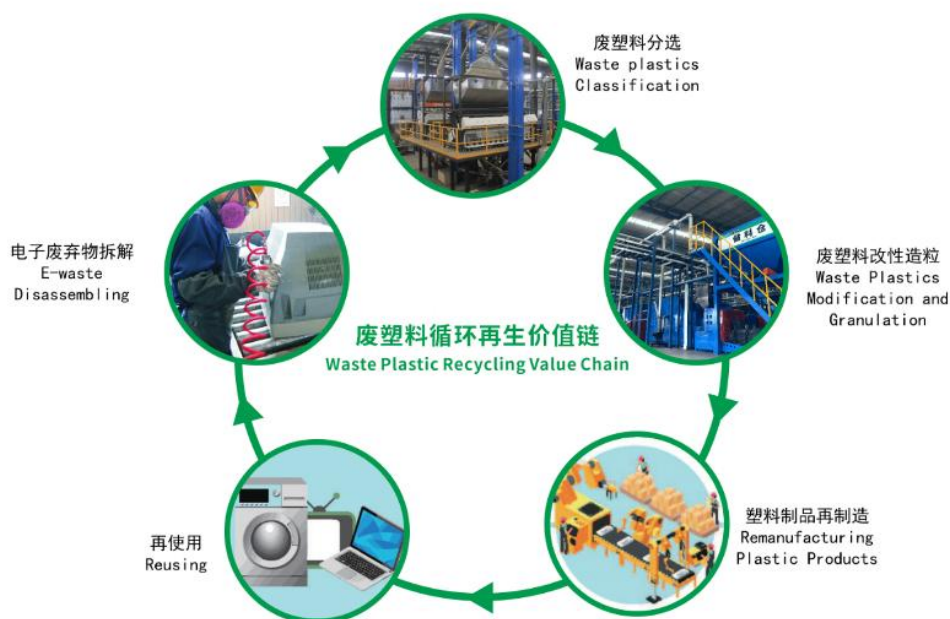 废塑料分选
Waste plastics
Classification
废塑料改性造粒
Waste Plastics
Modification and
Granulation
塑料制品再制造
Remanufacturing
Plastic Products
再使用
Reusing
电子废弃物拆解
E-waste
Disassembling
废塑料循环再生价值链
Waste Plastic Recycling Value Chain